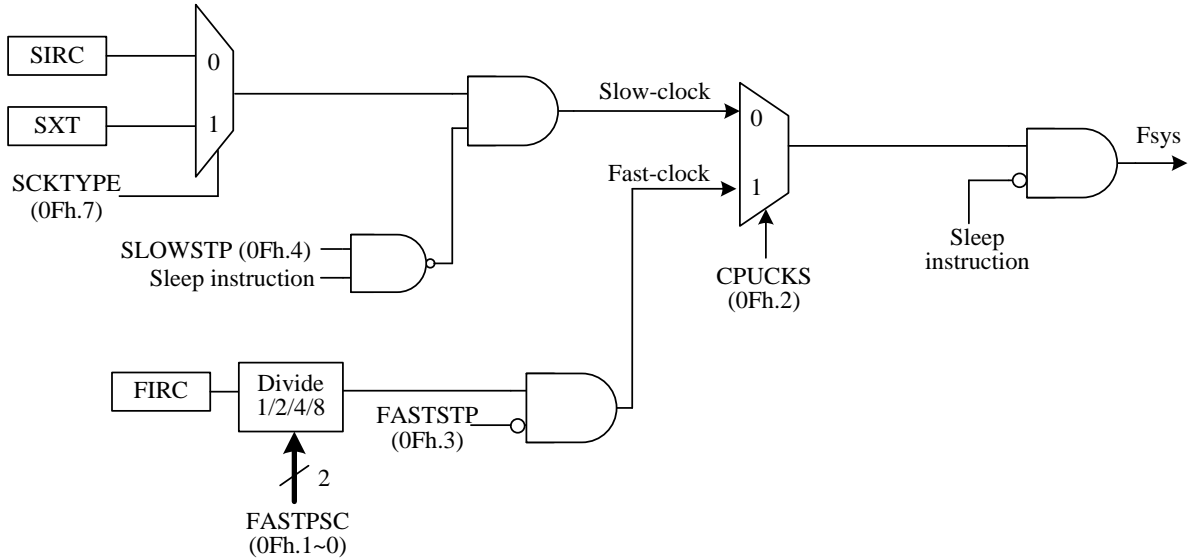 SIRC
0
SXT
1
SCKTYPE
(0Fh.7)
SLOWSTP (0Fh.4)
Sleep instruction
Slow-clock
0
Fast-clock
1
CPUCKS
(0Fh.2)
Fsys
Sleep
instruction
FIRC
Divide
1/2/4/8
FASTSTP
(0Fh.3)
2
FASTPSC
(0Fh.1~0)